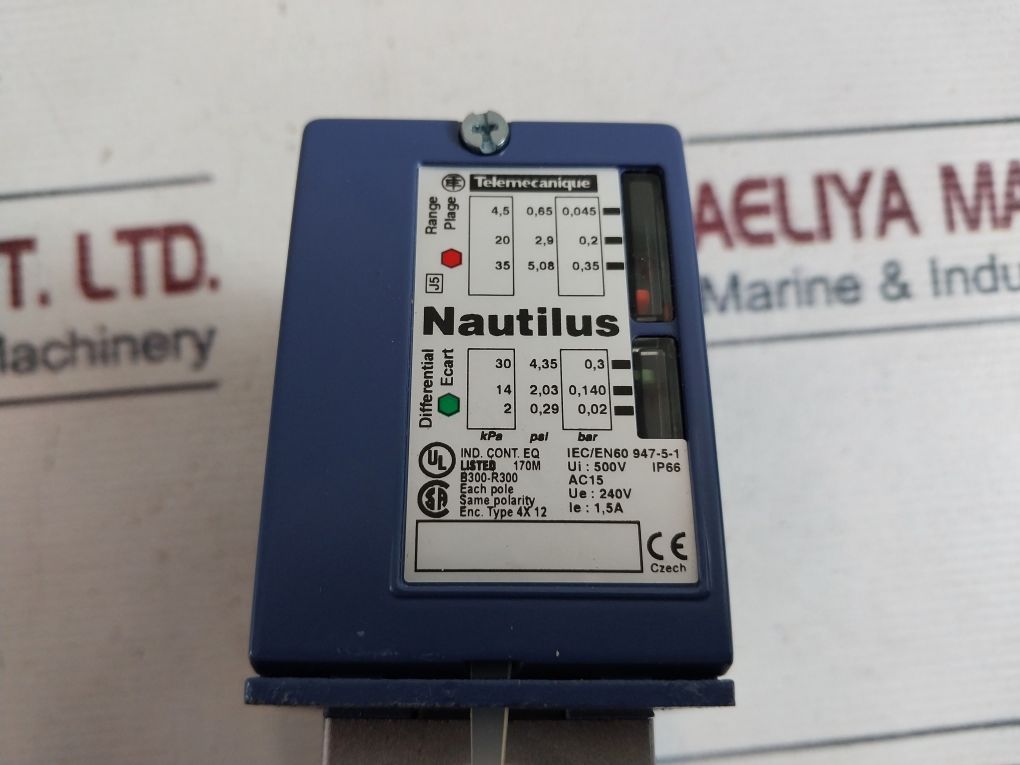 T. LTD.
Machinery
AELIYA MA
Marine & Indu
Telemecanique
Range
Plage
J5
4,5 0,65 0,045
20 2,9 0,2
35 5,08 0,35
Nautilus
Differential
Ecart
30 4,35 0,3
14 2,03 0,140
2 0,29 0,02
kPa psi bar
UL
SA
IND. CONT. EQ
LISTED 170M
B300-R300
Each pole
Same polarity
Enc. Type 4X 12
IEC/EN60 947-5-1
Ui : 500V IP66
AC15
Ue : 240V
Ie : 1,5A
CE
Czech